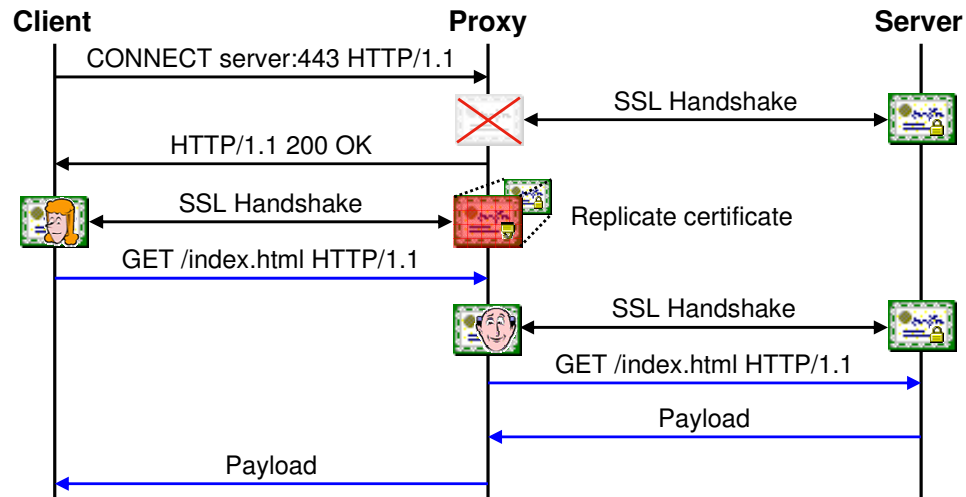 Client
Proxy
Server
CONNECT server:443 HTTP/1.1
SSL Handshake
HTTP/1.1 200 OK
SSL Handshake
Replicate certificate
GET /index.html HTTP/1.1
SSL Handshake
GET /index.html HTTP/1.1
Payload
Payload